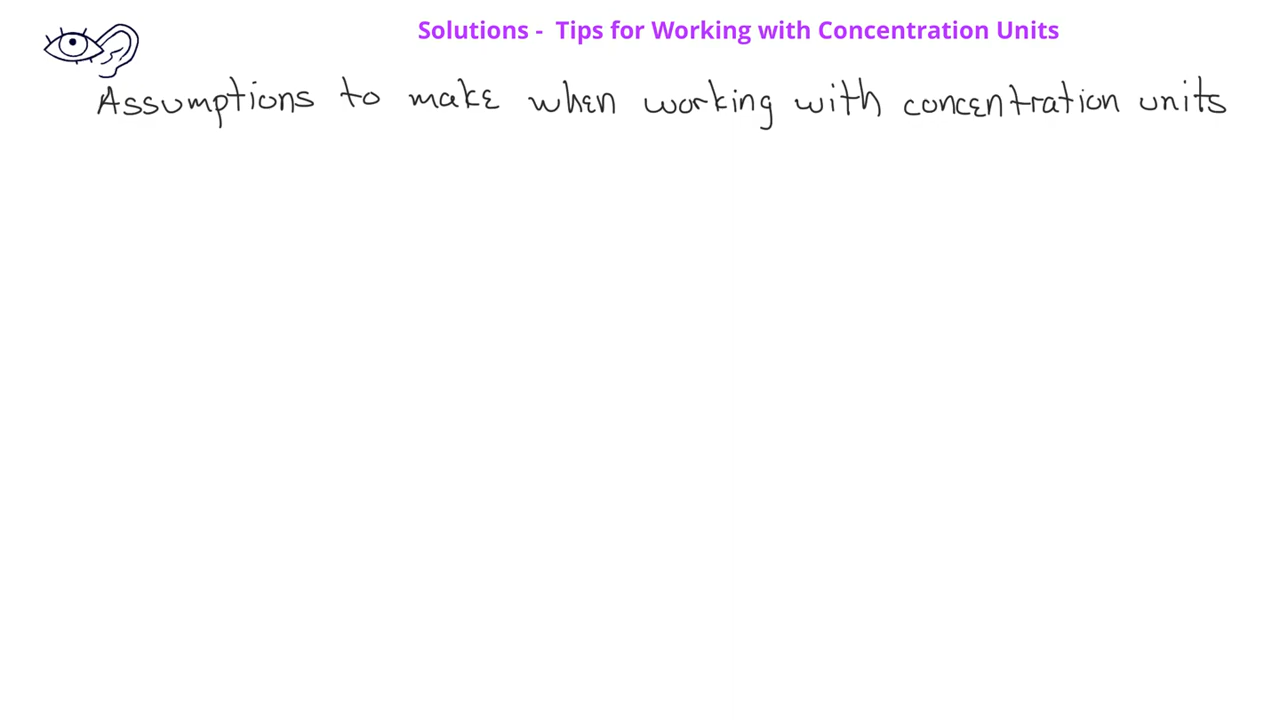 Solutions - Tips for Working with Concentration Units
Assumptions to make when working with concentration units